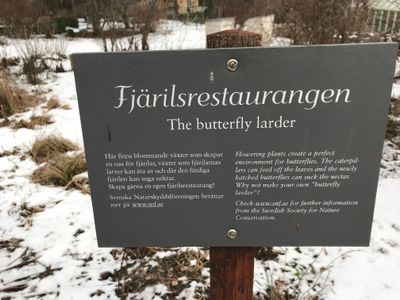 Fjärilsrestaurangen
The butterfly larder
Här finns blommande växter som skapar
en oas för fjärilar, växter som fjärilarnas
larver kan äta av och där den färdiga
fjärilen kan suga nektar.
Skapa gärna en egen fjärilsrestaurang!
Svenska Naturskyddsföreningen berättar
mer på www.snf.se
Flowering plants create a perfect
environment for butterflies. The caterpil-
lars can feed off the leaves and the newly
hatched butterflies can suck the nectar.
Why not make your own "butterfly
larder"?
Check www.snf.se for further information
from the Swedish Society for Nature
Conservation.